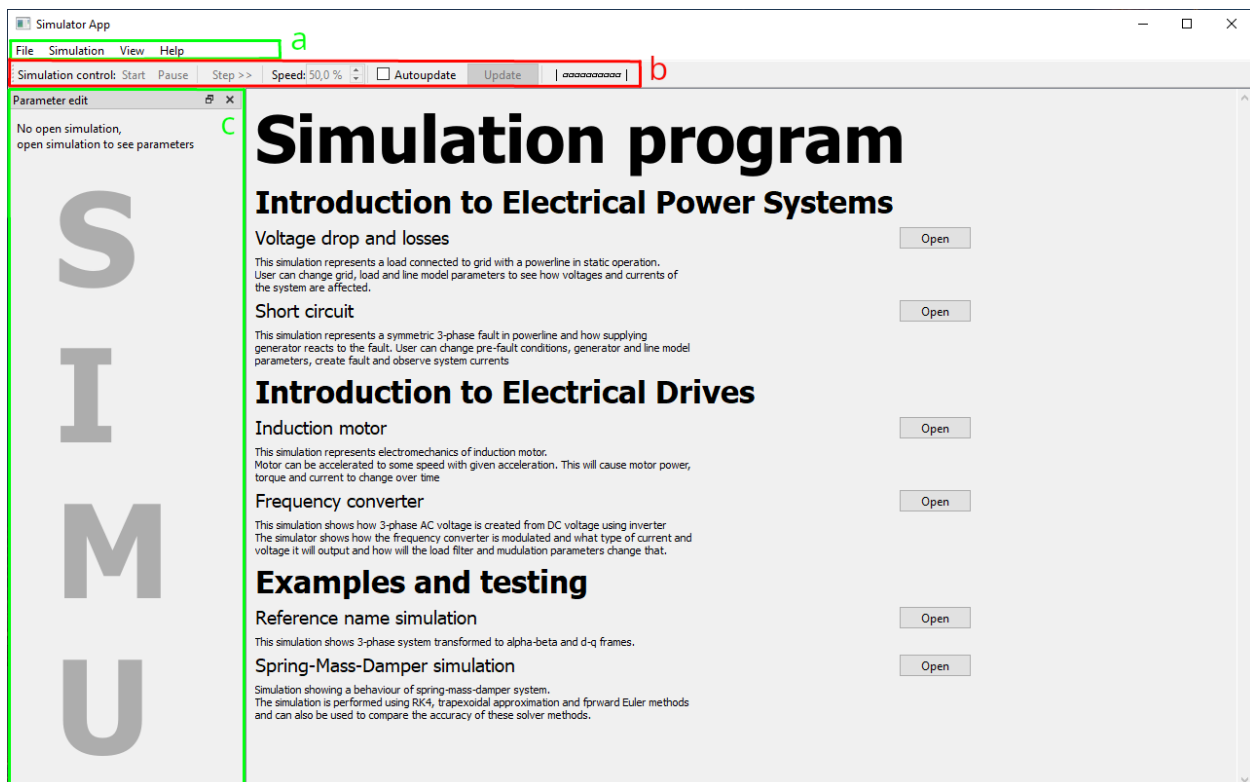 Simulator App
File Simulation View Help
a
Simulation control: Start Pause Step >> Speed: 50,0 % Autoupdate Update | aaaaaaaaaa |
b
Parameter edit
c
No open simulation,
open simulation to see parameters
S
I
M
U
Simulation program
Introduction to Electrical Power Systems
Voltage drop and losses
Open
This simulation represents a load connected to grid with a powerline in static operation.
User can change grid, load and line model parameters to see how voltages and currents of
the system are affected.
Short circuit
Open
This simulation represents a symmetric 3-phase fault in powerline and how supplying
generator reacts to the fault. User can change pre-fault conditions, generator and line model
parameters, create fault and observe system currents
Introduction to Electrical Drives
Induction motor
Open
This simulation represents electromechanics of induction motor.
Motor can be accelerated to some speed with given acceleration. This will cause motor power,
torque and current to change over time
Frequency converter
Open
This simulation shows how 3-phase AC voltage is created from DC voltage using inverter
The simulator shows how the frequency converter is modulated and what type of current and
voltage it will output and how will the load filter and mudulation parameters change that.
Examples and testing
Reference name simulation
Open
This simulation shows 3-phase system transformed to alpha-beta and d-q frames.
Spring-Mass-Damper simulation
Open
Simulation showing a behaviour of spring-mass-damper system.
The simulation is performed using RK4, trapexoidal approximation and fprward Euler methods
and can also be used to compare the accuracy of these solver methods.